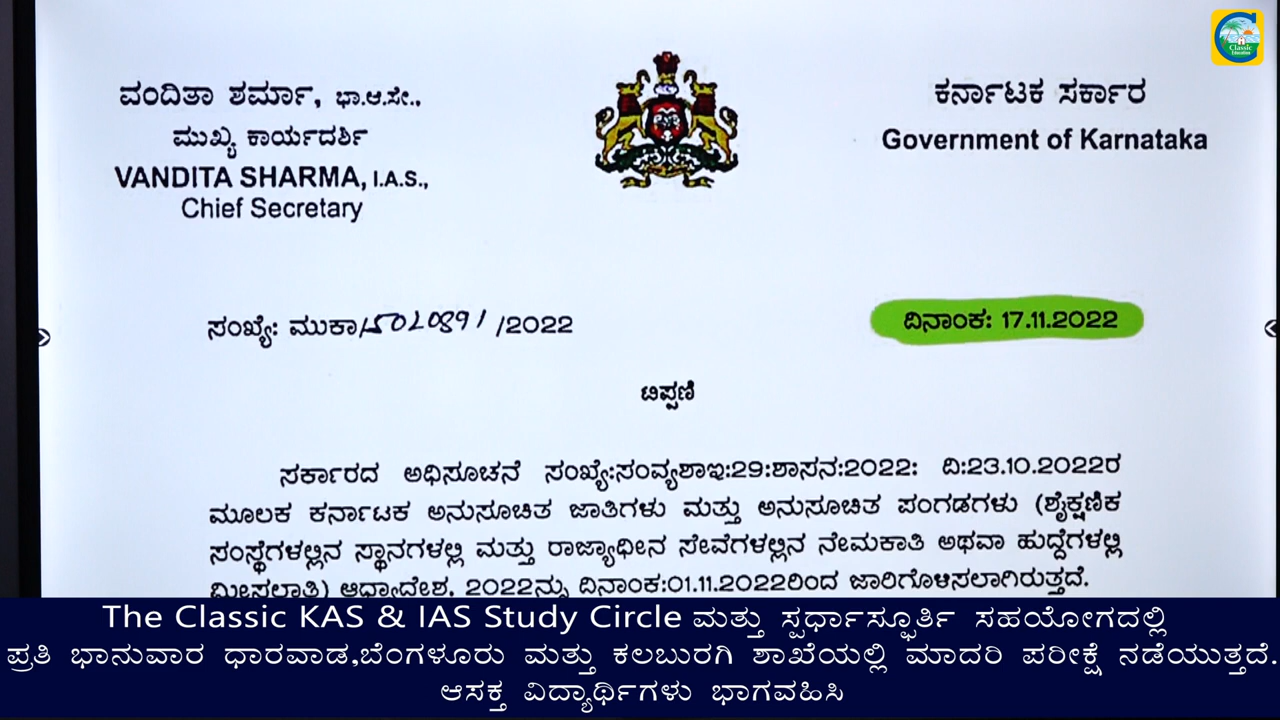 Classic
Education
ವಂದಿತಾ ಶರ್ಮಾ, ಭಾ.ಆ.ಸೇ.,
ಮುಖ್ಯ ಕಾರ್ಯದರ್ಶಿ
VANDITA SHARMA, I.A.S.,
Chief Secretary
ಕರ್ನಾಟಕ ಸರ್ಕಾರ
Government of Karnataka
ಸಂಖ್ಯೆ: ಮುಕಾ/ /2022
ದಿನಾಂಕ: 17.11.2022
ಟಿಪ್ಪಣಿ
ಸರ್ಕಾರದ ಅಧಿಸೂಚನೆ ಸಂಖ್ಯೆ:ಸಂವ್ಯಶಾಇ:29:ಶಾಸನ:2022: ದಿ:23.10.2022ರ
ಮೂಲಕ ಕರ್ನಾಟಕ ಅನುಸೂಚಿತ ಜಾತಿಗಳು ಮತ್ತು ಅನುಸೂಚಿತ ಪಂಗಡಗಳು (ಶೈಕ್ಷಣಿಕ
ಸಂಸ್ಥೆಗಳಲ್ಲಿನ ಸ್ಥಾನಗಳಲ್ಲಿ ಮತ್ತು ರಾಜ್ಯಾಧೀನ ಸೇವೆಗಳಲ್ಲಿನ ನೇಮಕಾತಿ ಅಥವಾ ಹುದ್ದೆಗಳಲ್ಲಿ
ಮೀಸಲಾತಿ) ಆಧ್ಯಾದೇಶ, 2022ನ್ನು ದಿನಾಂಕ:01.11.2022ರಿಂದ ಜಾರಿಗೊಳಿಸಲಾಗಿರುತ್ತದೆ.
The Classic KAS & IAS Study Circle ಮತ್ತು ಸ್ಪರ್ಧಾಸ್ಫೂರ್ತಿ ಸಹಯೋಗದಲ್ಲಿ
ಪ್ರತಿ ಭಾನುವಾರ ಧಾರವಾಡ,ಬೆಂಗಳೂರು ಮತ್ತು ಕಲಬುರಗಿ ಶಾಖೆಯಲ್ಲಿ ಮಾದರಿ ಪರೀಕ್ಷೆ ನಡೆಯುತ್ತದೆ.
ಆಸಕ್ತ ವಿದ್ಯಾರ್ಥಿಗಳು ಭಾಗವಹಿಸಿ